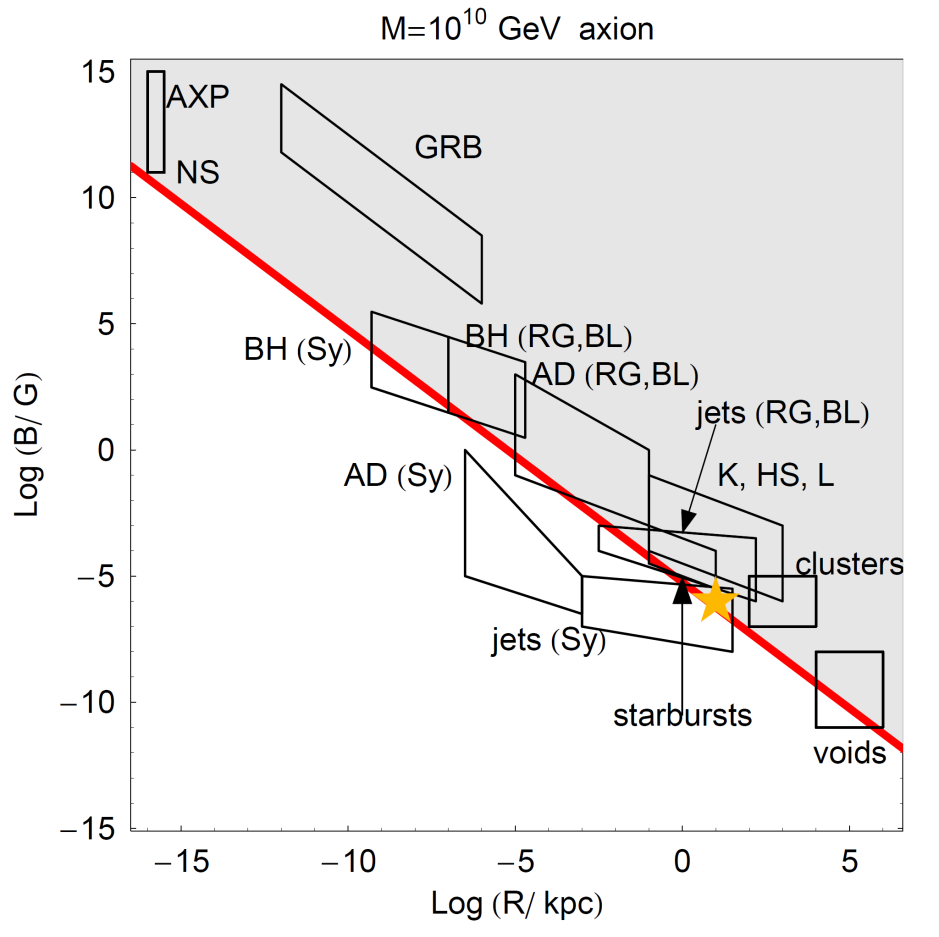 M=10^10 GeV axion
15
AXP
GRB
NS
10
5
BH (Sy)
BH (RG,BL)
AD (RG,BL)
jets (RG,BL)
0
AD (Sy)
K, HS, L
−5
clusters
jets (Sy)
starbursts
−10
voids
−15
−15 −10 −5 0 5
Log (R/ kpc)
Log (B/ G)